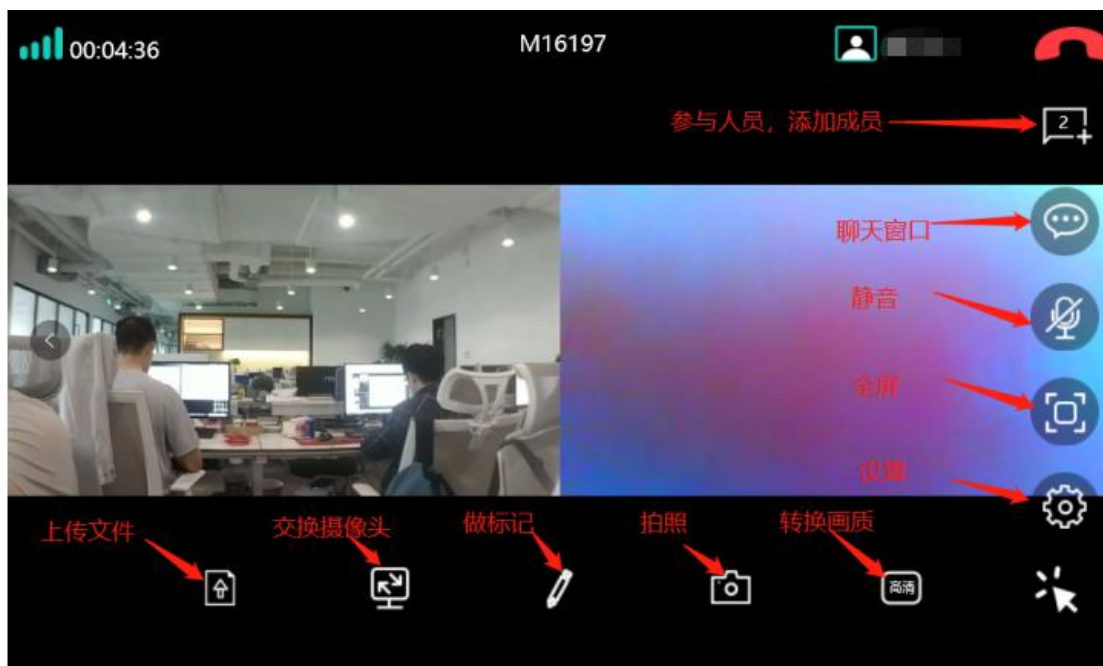 00:04:36
M16197
参与人员，添加成员
2
聊天窗口
静音
全屏
设置
上传文件
交换摄像头
做标记
拍照
转换画质
高清